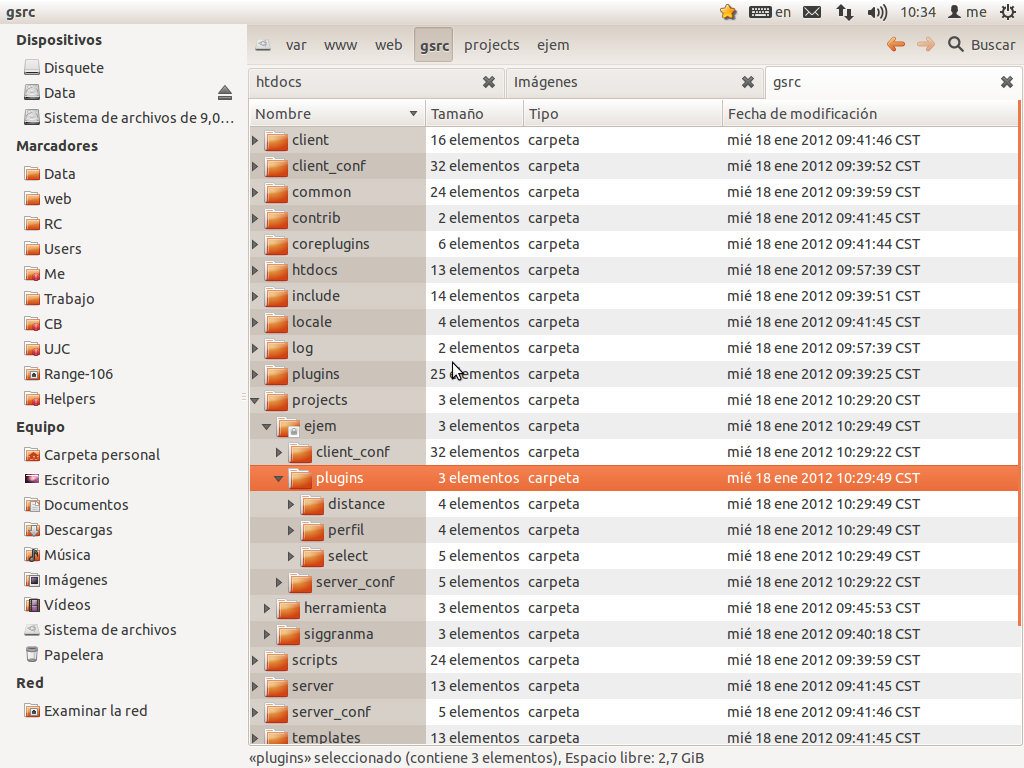 gsrc en 10:34 me
Dispositivos
Disquete
Data
Sistema de archivos de 9,0...
Marcadores
Data
web
RC
Users
Me
Trabajo
CB
UJC
Range-106
Helpers
Equipo
Carpeta personal
Escritorio
Documentos
Descargas
Música
Imágenes
Vídeos
Sistema de archivos
Papelera
Red
Examinar la red
var www web gsrc projects ejem Buscar
htdocs Imágenes gsrc
Nombre Tamaño Tipo Fecha de modificación
client 16 elementos carpeta mié 18 ene 2012 09:41:46 CST
client_conf 32 elementos carpeta mié 18 ene 2012 09:39:52 CST
common 24 elementos carpeta mié 18 ene 2012 09:39:59 CST
contrib 2 elementos carpeta mié 18 ene 2012 09:41:45 CST
coreplugins 6 elementos carpeta mié 18 ene 2012 09:41:44 CST
htdocs 13 elementos carpeta mié 18 ene 2012 09:57:39 CST
include 14 elementos carpeta mié 18 ene 2012 09:39:51 CST
locale 4 elementos carpeta mié 18 ene 2012 09:41:45 CST
log 2 elementos carpeta mié 18 ene 2012 09:57:39 CST
plugins 25 elementos carpeta mié 18 ene 2012 09:39:25 CST
projects 3 elementos carpeta mié 18 ene 2012 10:29:20 CST
ejem 3 elementos carpeta mié 18 ene 2012 10:29:49 CST
client_conf 32 elementos carpeta mié 18 ene 2012 10:29:22 CST
plugins 3 elementos carpeta mié 18 ene 2012 10:29:49 CST
distance 4 elementos carpeta mié 18 ene 2012 10:29:49 CST
perfil 4 elementos carpeta mié 18 ene 2012 10:29:49 CST
select 5 elementos carpeta mié 18 ene 2012 10:29:49 CST
server_conf 5 elementos carpeta mié 18 ene 2012 10:29:22 CST
herramienta 3 elementos carpeta mié 18 ene 2012 09:45:53 CST
siggranma 3 elementos carpeta mié 18 ene 2012 09:40:18 CST
scripts 24 elementos carpeta mié 18 ene 2012 09:39:59 CST
server 13 elementos carpeta mié 18 ene 2012 09:41:45 CST
server_conf 5 elementos carpeta mié 18 ene 2012 09:41:46 CST
templates 13 elementos carpeta mié 18 ene 2012 09:41:45 CST
«plugins» seleccionado (contiene 3 elementos), Espacio libre: 2,7 GiB